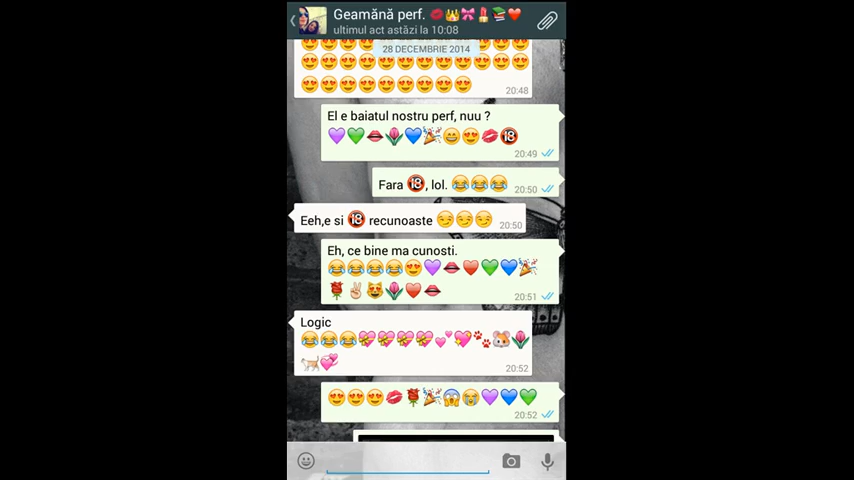 Geamănă perf. 💋👑🎀💄📚❤
ultimul act astăzi la 10:08
28 DECEMBRIE 2014
😍😍😍😍😍😍😍😍😍😍😍
😍😍😍😍😍😍😍😍😍😍😍😍
😍😍😍😍😍😍😍😍😍
20:48
El e baiatul nostru perf, nuu ?
💜💚👄🌷💙🎉😄😍💋🔞
20:49
Fara 🔞, lol. 😂😂😂
20:50
Eeh,e si 🔞 recunoaste 😏😏😏
20:50
Eh, ce bine ma cunosti.
😂😂😂😂😍💜👄❤💚💙🎉
🌹✌😻🌷❤👄
20:51
Logic
😂😂😂💝💝💝💝💕💖🐾🐹🌷
🐈💞
20:52
😍😍😍💋🌹🎉😱😭💜💙💚
20:52